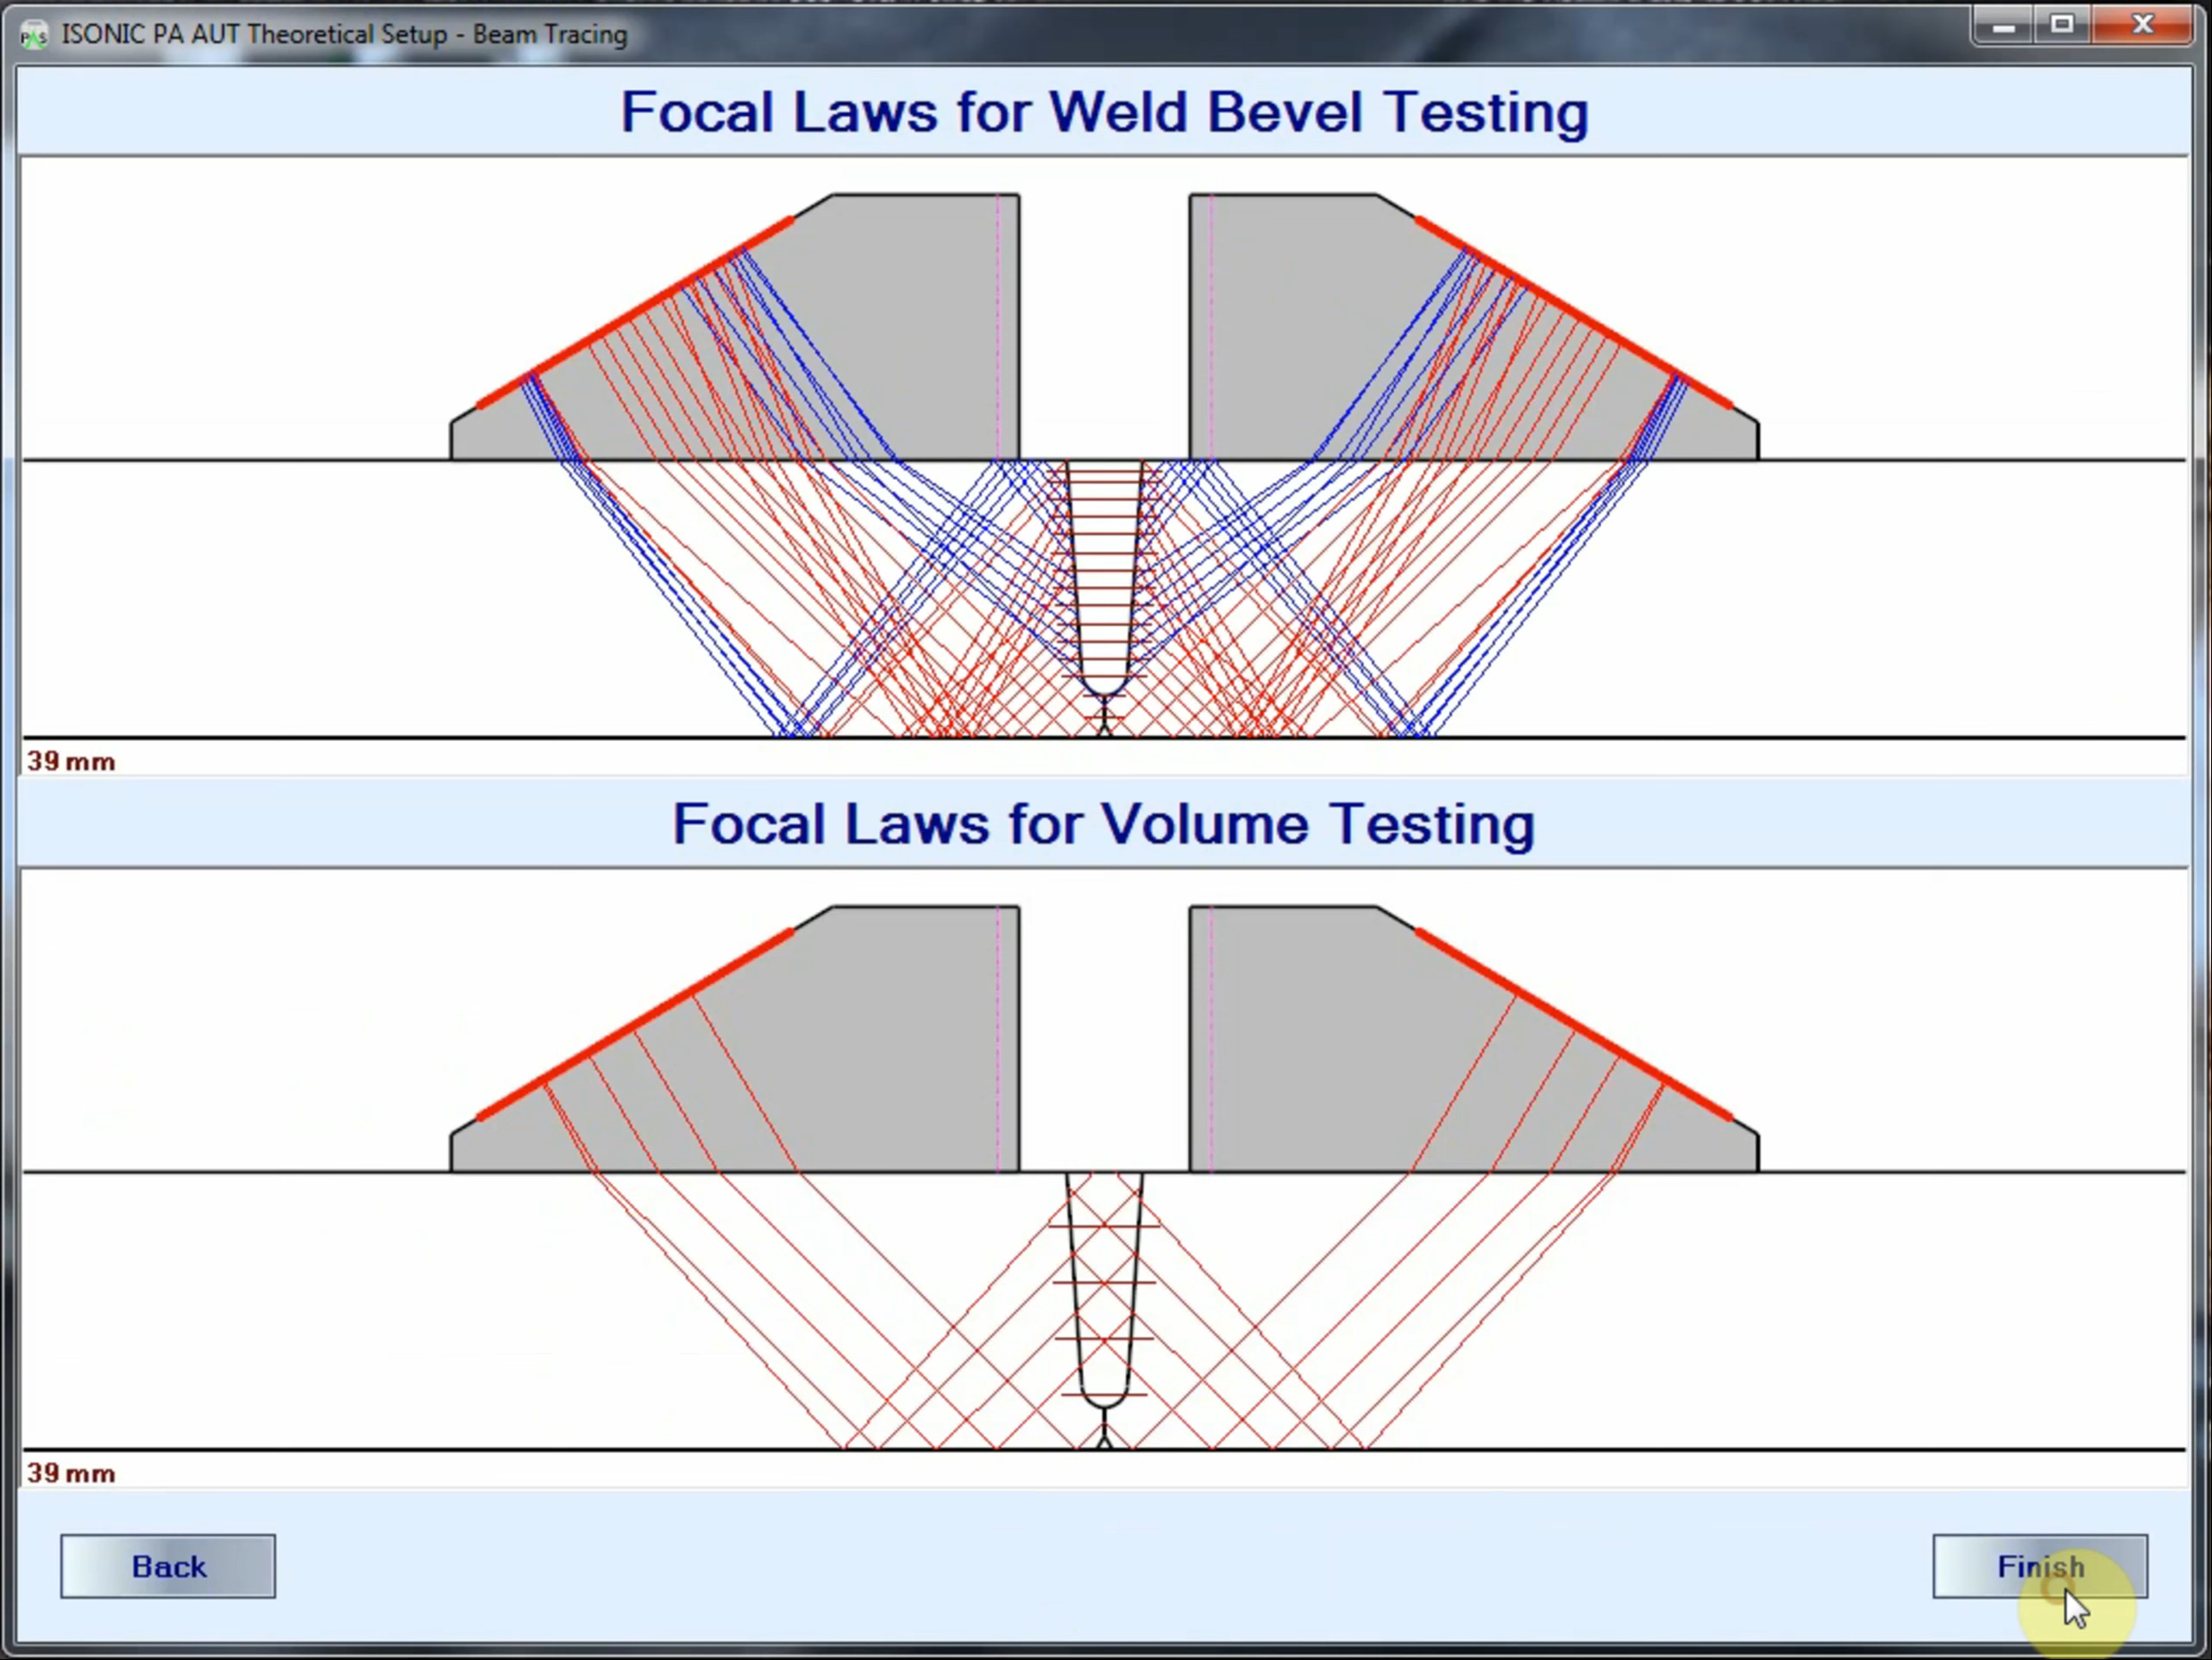 ISONIC PA AUT Theoretical Setup - Beam Tracing
Focal Laws for Weld Bevel Testing
39 mm
Focal Laws for Volume Testing
39 mm
Back
Finish